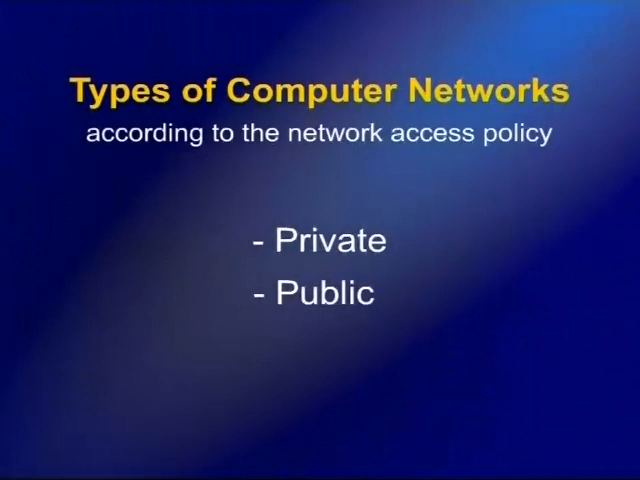 Types of Computer Networks
according to the network access policy
- Private
- Public